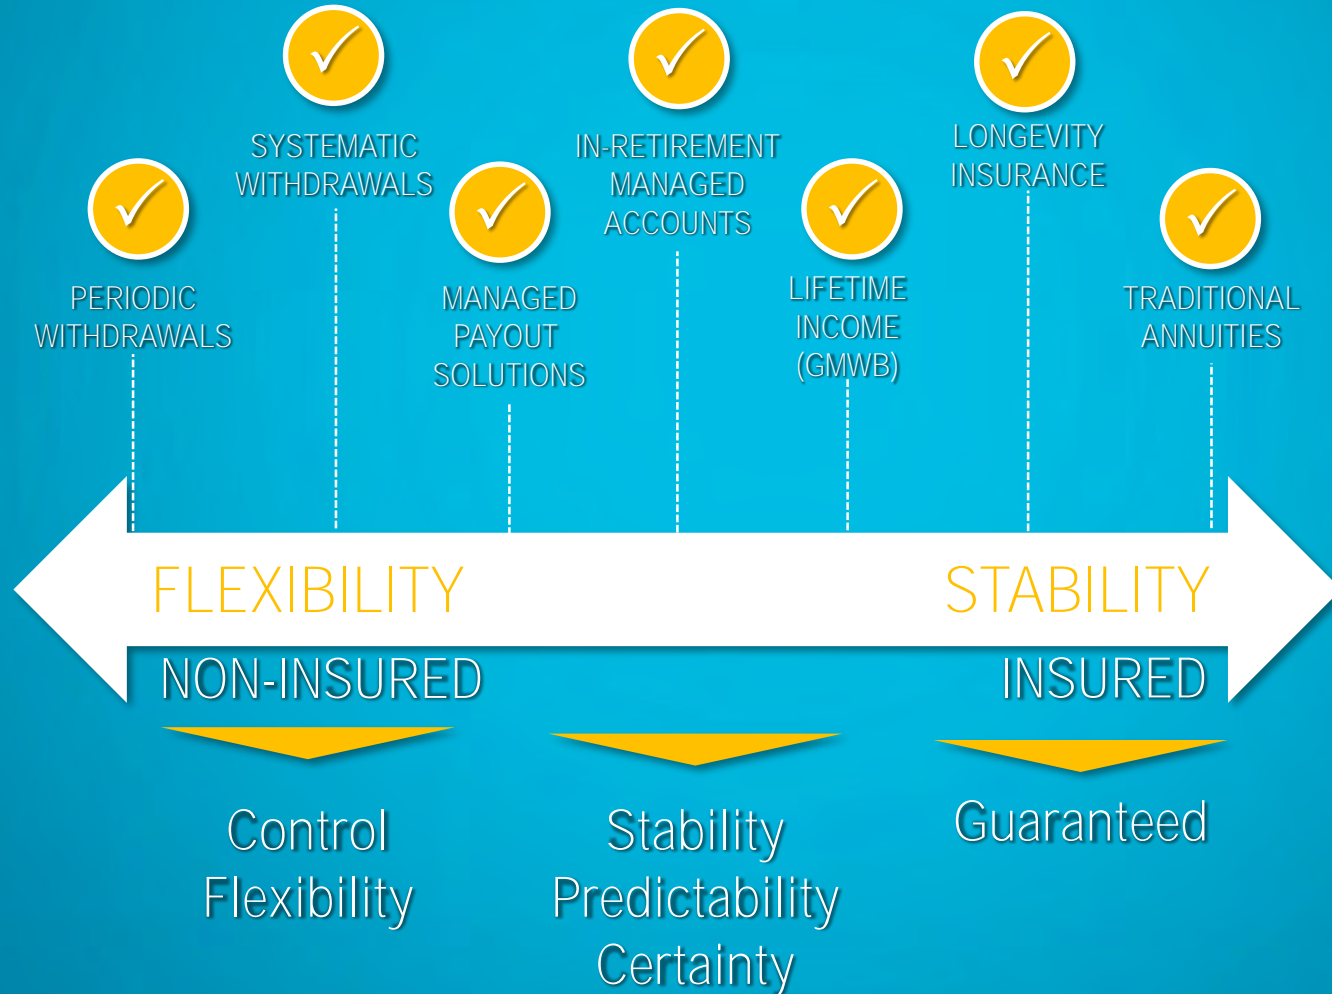 PERIODIC
WITHDRAWALS
SYSTEMATIC
WITHDRAWALS
MANAGED
PAYOUT
SOLUTIONS
IN-RETIREMENT
MANAGED
ACCOUNTS
LIFETIME
INCOME
(GMWB)
LONGEVITY
INSURANCE
TRADITIONAL
ANNUITIES
FLEXIBILITY
STABILITY
NON-INSURED
INSURED
Control
Flexibility
Stability
Predictability
Certainty
Guaranteed